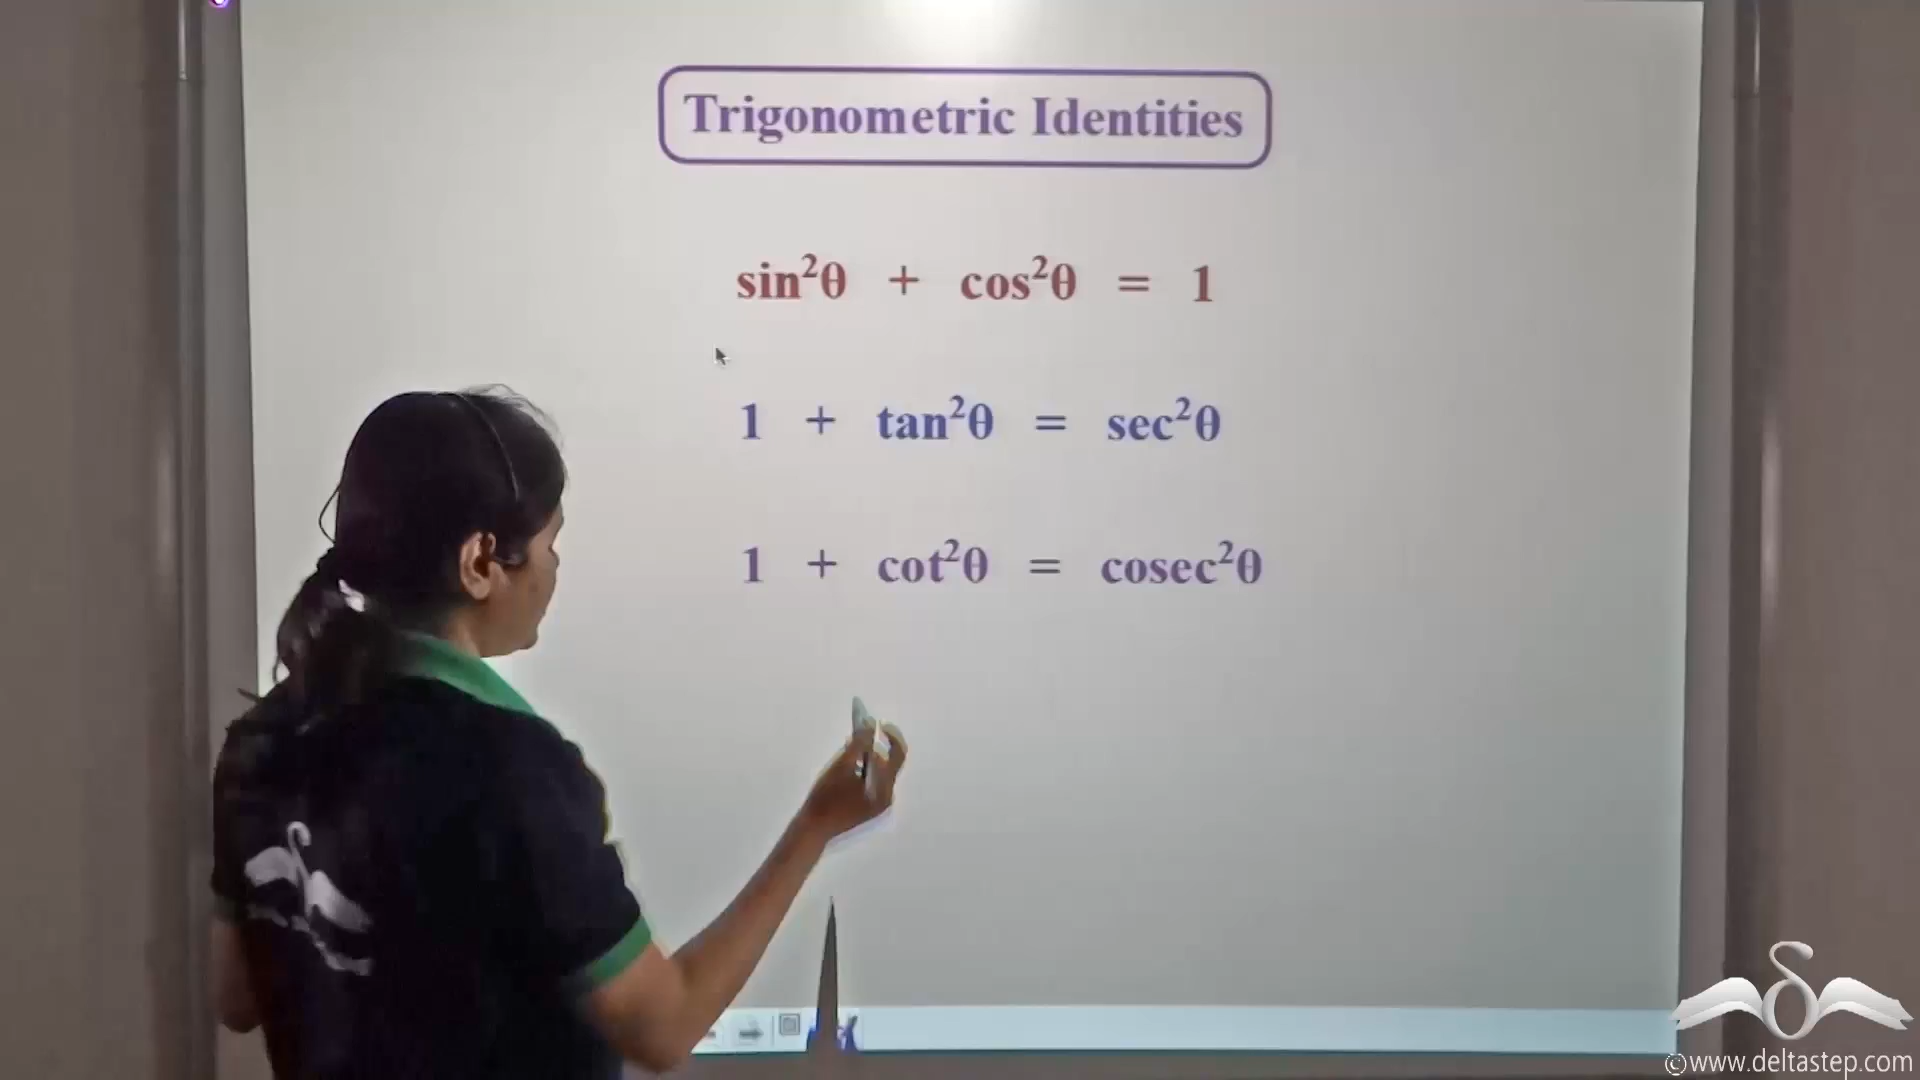 Trigonometric Identities
sin²θ + cos²θ = 1
1 + tan²θ = sec²θ
1 + cot²θ = cosec²θ
©www.deltastep.com